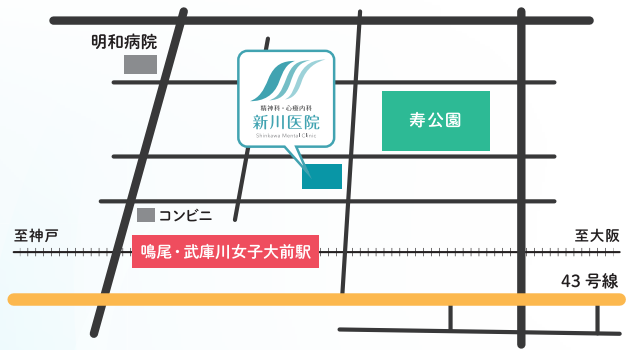 明和病院
精神科・心療内科
新川医院
Shinkawa Mental Clinic
寿公園
コンビニ
至神戸
鳴尾・武庫川女子大前駅
至大阪
43 号線